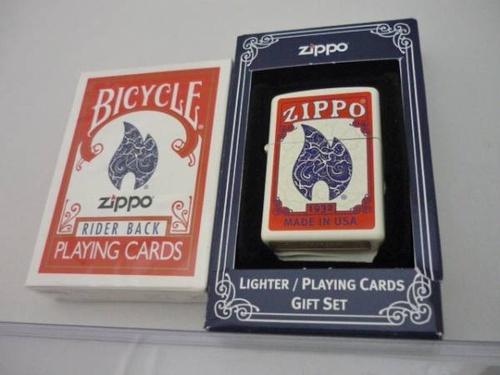 BICYCLE®
zippo®
RIDER BACK
PLAYING CARDS
zippo
ZIPPO®
1932
MADE IN USA
LIGHTER / PLAYING CARDS
GIFT SET